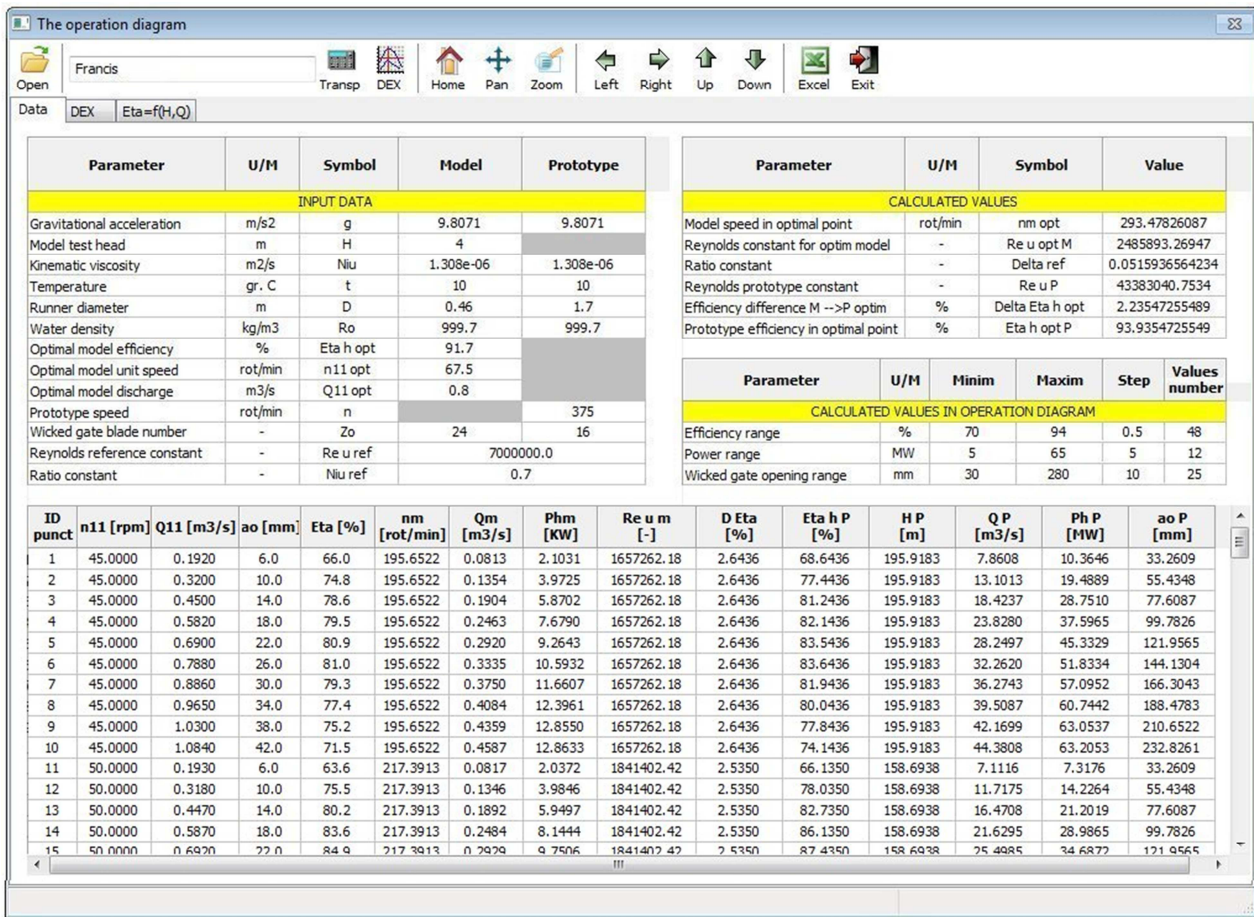 The operation diagram
Open Francis Transp DEX Home Pan Zoom Left Right Up Down Excel Exit
Data DEX Eta=f(H,Q)
Parameter U/M Symbol Model Prototype
INPUT DATA
Gravitational acceleration m/s2 g 9.8071 9.8071
Model test head m H 4
Kinematic viscosity m2/s Niu 1.308e-06 1.308e-06
Temperature gr. C t 10 10
Runner diameter m D 0.46 1.7
Water density kg/m3 Ro 999.7 999.7
Optimal model efficiency % Eta h opt 91.7
Optimal model unit speed rot/min n11 opt 67.5
Optimal model discharge m3/s Q11 opt 0.8
Prototype speed rot/min n 375
Wicked gate blade number - Zo 24 16
Reynolds reference constant - Re u ref 7000000.0
Ratio constant - Niu ref 0.7
Parameter U/M Symbol Value
CALCULATED VALUES
Model speed in optimal point rot/min nm opt 293.47826087
Reynolds constant for optim model - Re u opt M 2485893.26947
Ratio constant - Delta ref 0.0515936564234
Reynolds prototype constant - Re u P 43383040.7534
Efficiency difference M -->P optim % Delta Eta h opt 2.23547255489
Prototype efficiency in optimal point % Eta h opt P 93.9354725549
Parameter U/M Minim Maxim Step Values number
CALCULATED VALUES IN OPERATION DIAGRAM
Efficiency range % 70 94 0.5 48
Power range MW 5 65 5 12
Wicked gate opening range mm 30 280 10 25
ID punct n11 [rpm] Q11 [m3/s] ao [mm] Eta [%] nm [rot/min] Qm [m3/s] Phm [KW] Re u m [-] D Eta [%] Eta h P [%] H P [m] Q P [m3/s] Ph P [MW] ao P [mm]
1 45.0000 0.1920 6.0 66.0 195.6522 0.0813 2.1031 1657262.18 2.6436 68.6436 195.9183 7.8608 10.3646 33.2609
2 45.0000 0.3200 10.0 74.8 195.6522 0.1354 3.9725 1657262.18 2.6436 77.4436 195.9183 13.1013 19.4889 55.4348
3 45.0000 0.4500 14.0 78.6 195.6522 0.1904 5.8702 1657262.18 2.6436 81.2436 195.9183 18.4237 28.7510 77.6087
4 45.0000 0.5820 18.0 79.5 195.6522 0.2463 7.6790 1657262.18 2.6436 82.1436 195.9183 23.8280 37.5965 99.7826
5 45.0000 0.6900 22.0 80.9 195.6522 0.2920 9.2643 1657262.18 2.6436 83.5436 195.9183 28.2497 45.3329 121.9565
6 45.0000 0.7880 26.0 81.0 195.6522 0.3335 10.5932 1657262.18 2.6436 83.6436 195.9183 32.2620 51.8334 144.1304
7 45.0000 0.8860 30.0 79.3 195.6522 0.3750 11.6607 1657262.18 2.6436 81.9436 195.9183 36.2743 57.0952 166.3043
8 45.0000 0.9650 34.0 77.4 195.6522 0.4084 12.3961 1657262.18 2.6436 80.0436 195.9183 39.5087 60.7442 188.4783
9 45.0000 1.0300 38.0 75.2 195.6522 0.4359 12.8550 1657262.18 2.6436 77.8436 195.9183 42.1699 63.0537 210.6522
10 45.0000 1.0840 42.0 71.5 195.6522 0.4587 12.8633 1657262.18 2.6436 74.1436 195.9183 44.3808 63.2053 232.8261
11 50.0000 0.1930 6.0 63.6 217.3913 0.0817 2.0372 1841402.42 2.5350 66.1350 158.6938 7.1116 7.3176 33.2609
12 50.0000 0.3180 10.0 75.5 217.3913 0.1346 3.9846 1841402.42 2.5350 78.0350 158.6938 11.7175 14.2264 55.4348
13 50.0000 0.4470 14.0 80.2 217.3913 0.1892 5.9497 1841402.42 2.5350 82.7350 158.6938 16.4708 21.2019 77.6087
14 50.0000 0.5870 18.0 83.6 217.3913 0.2484 8.1444 1841402.42 2.5350 86.1350 158.6938 21.6295 28.9865 99.7826
15 50.0000 0.6920 22.0 84.9 217.3913 0.2929 9.7506 1841402.42 2.5350 87.4350 158.6938 25.4985 34.6872 121.9565